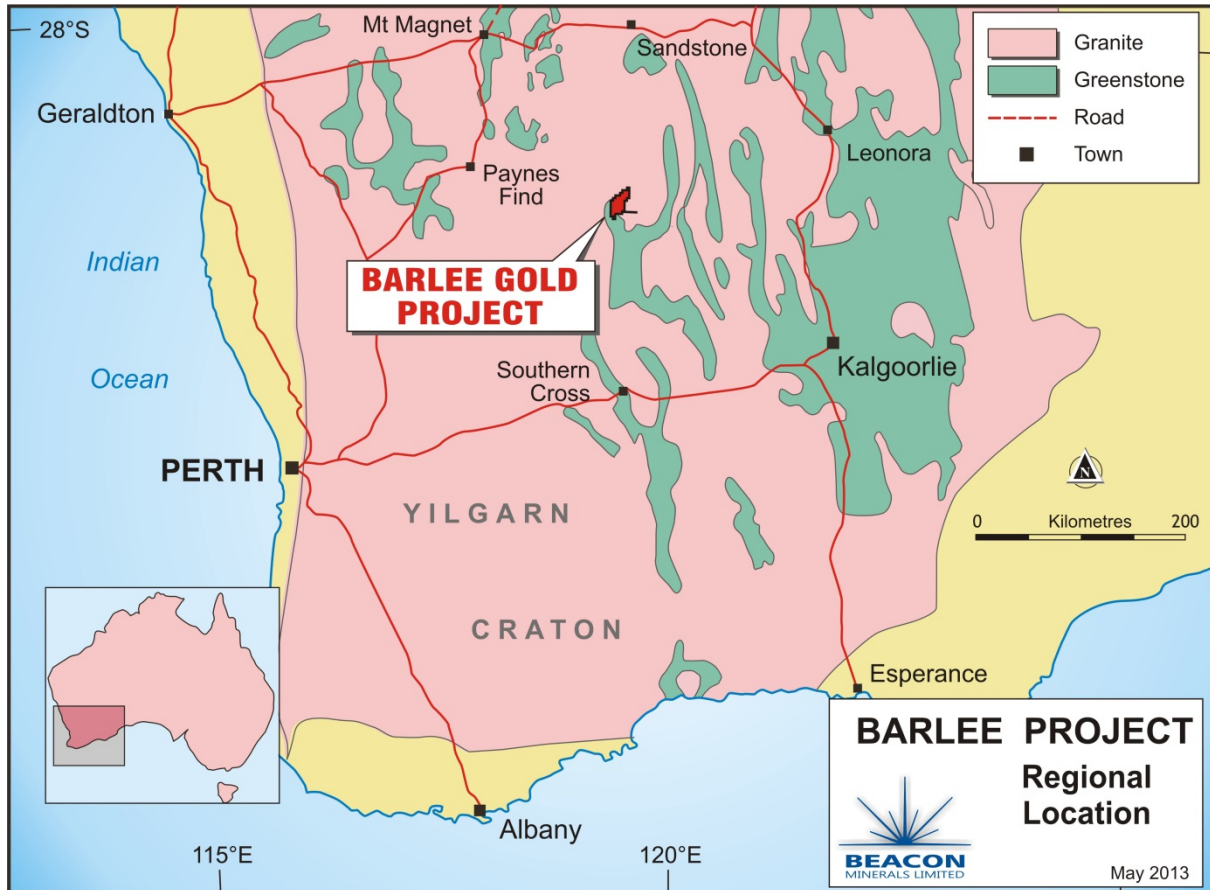 28°S
Mt Magnet
Sandstone
Geraldton
Leonora
Paynes
Find
Granite
Greenstone
Road
Town
Indian
Ocean
BARLEE GOLD
PROJECT
Southern
Cross
Kalgoorlie
PERTH
YILGARN
CRATON
N
0 Kilometres 200
Esperance
Albany
115°E
120°E
BARLEE PROJECT
Regional
Location
BEACON
MINERALS LIMITED
May 2013